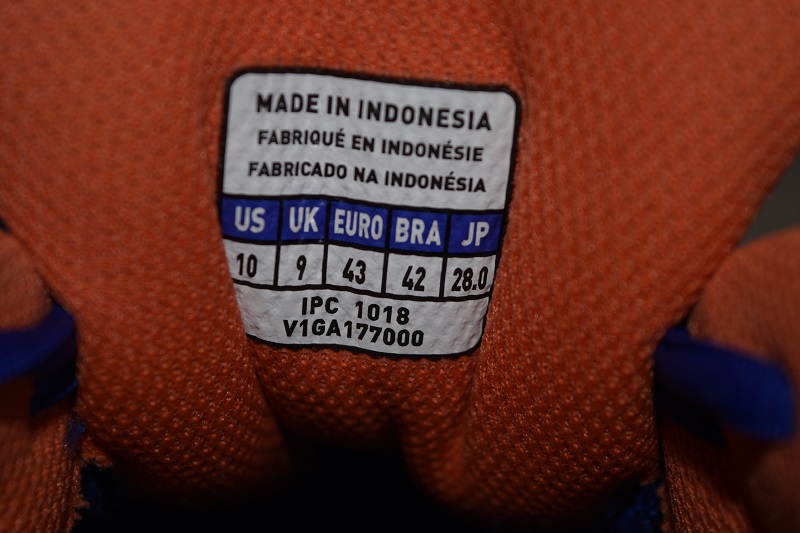 MADE IN INDONESIA
FABRIQUÉ EN INDONÉSIE
FABRICADO NA INDONÉSIA
US UK EURO BRA JP
10 9 43 42 28.0
IPC 1018
V1GA177000